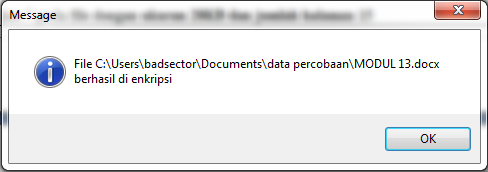 Message
File C:\Users\badsector\Documents\data percobaan\MODUL 13.docx
berhasil di enkripsi
OK